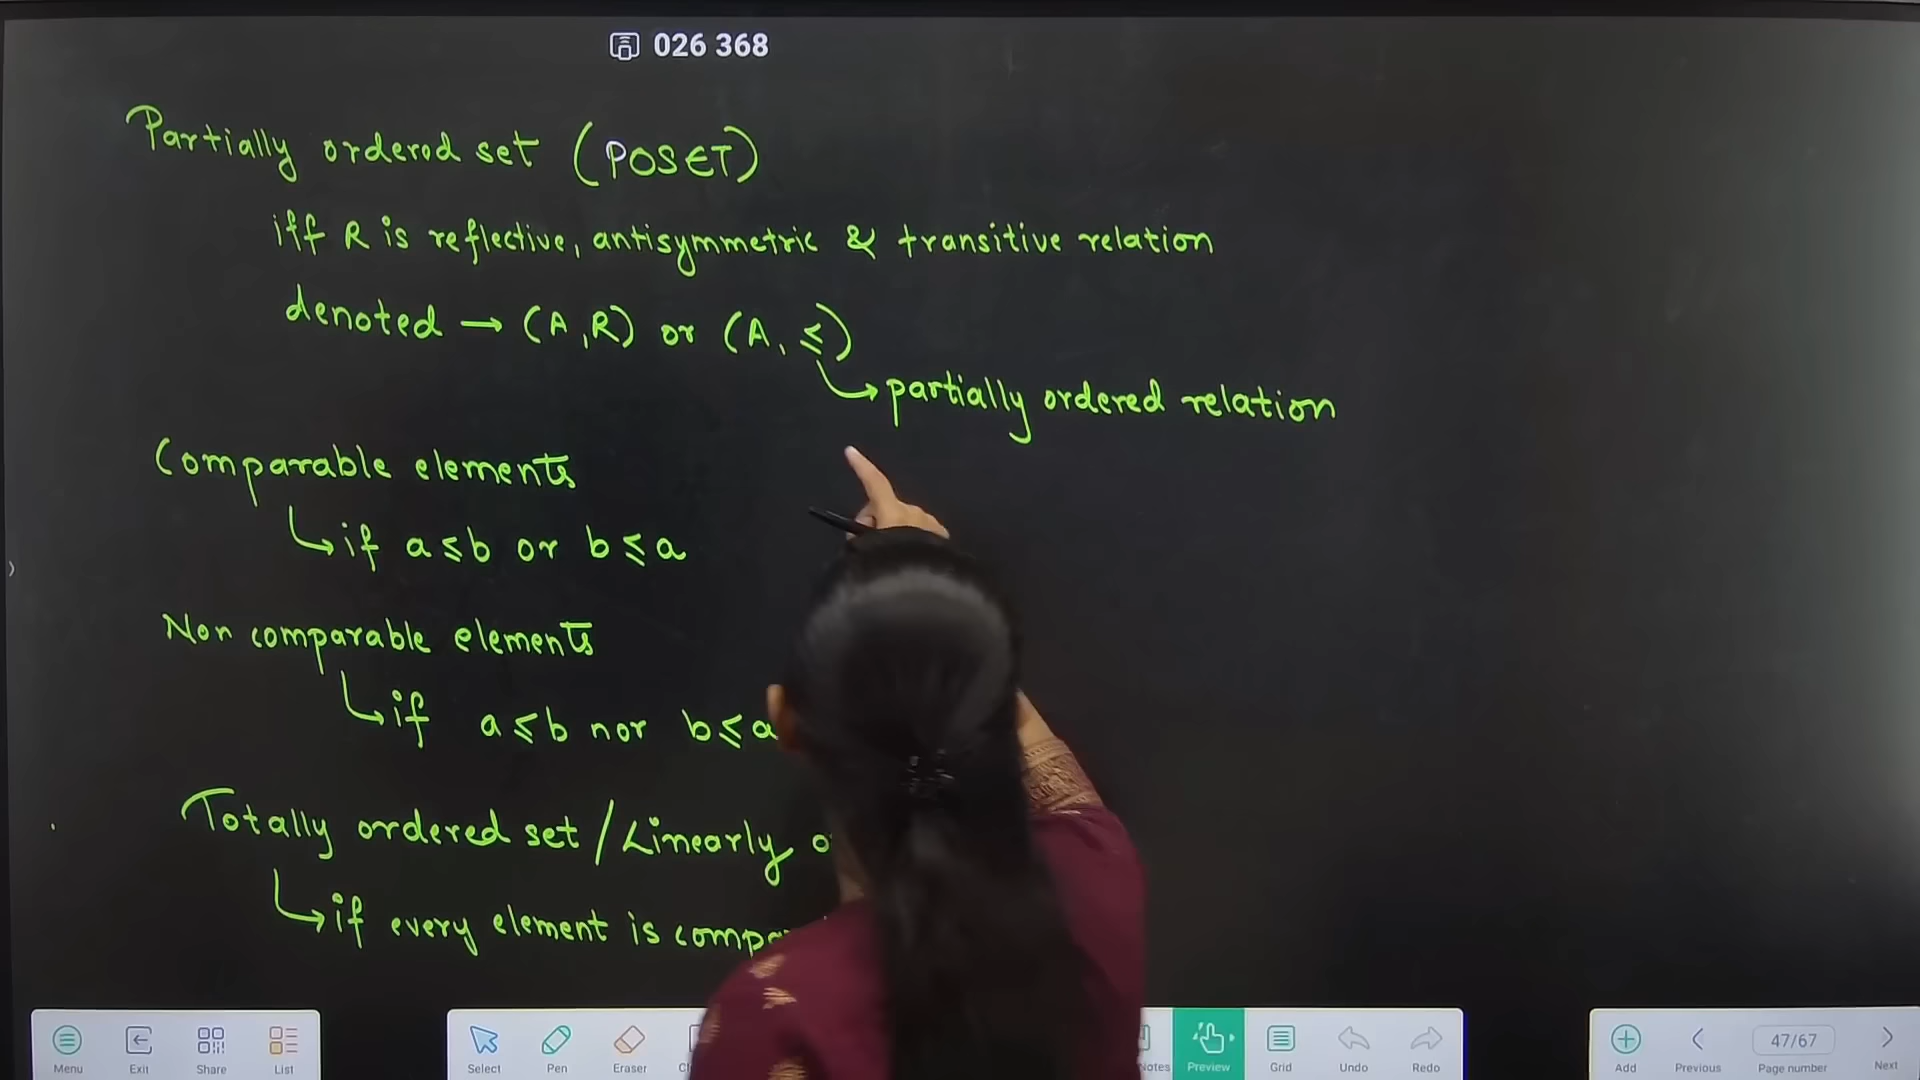 026 368
Partially ordered set (POSET)
iff R is reflective, antisymmetric & transitive relation
denoted → (A,R) or (A, ≤)
↳ partially ordered relation
Comparable elements
↳ if a ≤ b or b ≤ a
Non comparable elements
↳ if a ≤ b nor b ≤ a
Totally ordered set / Linearly
↳ if every element is
Menu Exit Share List Select Pen Eraser Notes Preview Grid Undo Redo Add Previous 47/67 Page number Next